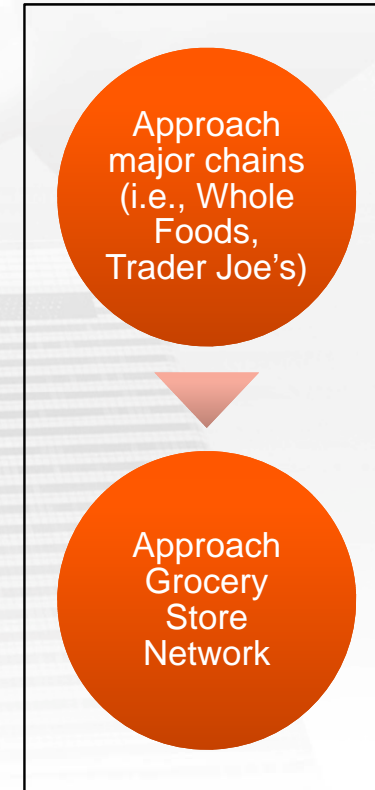 Approach
major chains
(i.e., Whole
Foods,
Trader Joe’s)
Approach
Grocery
Store
Network